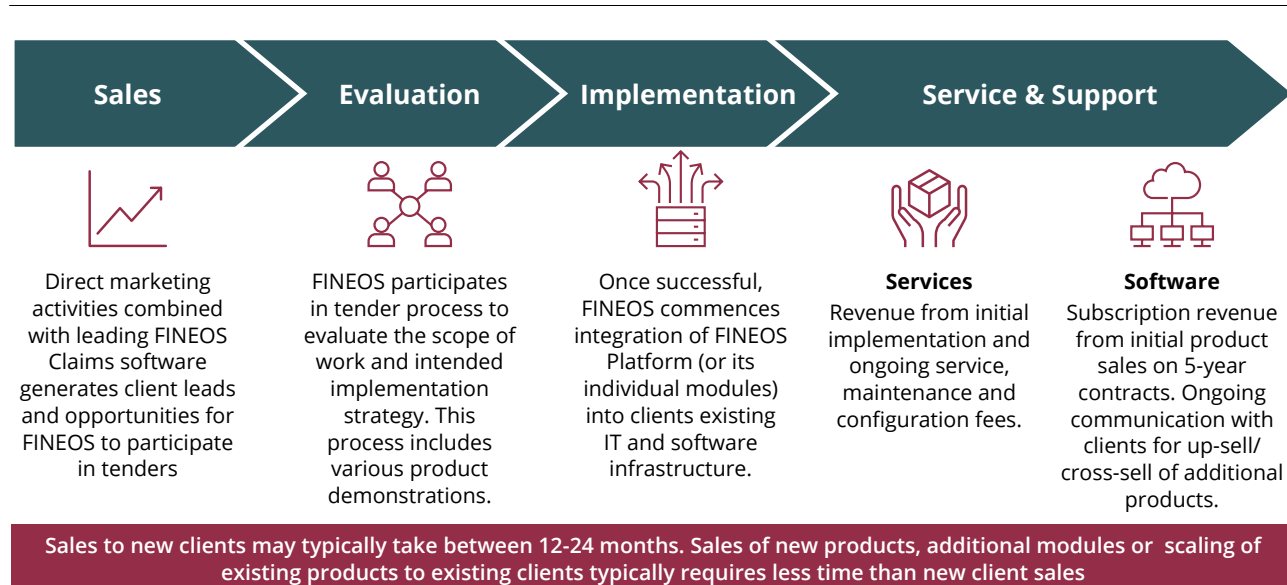 Sales
Evaluation
Implementation
Service & Support
Direct marketing
activities combined
with leading FINEOS
Claims software
generates client leads
and opportunities for
FINEOS to participate
in tenders
FINEOS participates
in tender process to
evaluate the scope of
work and intended
implementation
strategy. This
process includes
various product
demonstrations.
Once successful,
FINEOS commences
integration of FINEOS
Platform (or its
individual modules)
into clients existing
IT and software
infrastructure.
Services
Revenue from initial
implementation and
ongoing service,
maintenance and
configuration fees.
Software
Subscription revenue
from initial product
sales on 5-year
contracts. Ongoing
communication with
clients for up-sell/
cross-sell of additional
products.
Sales to new clients may typically take between 12-24 months. Sales of new products, additional modules or scaling of
existing products to existing clients typically requires less time than new client sales